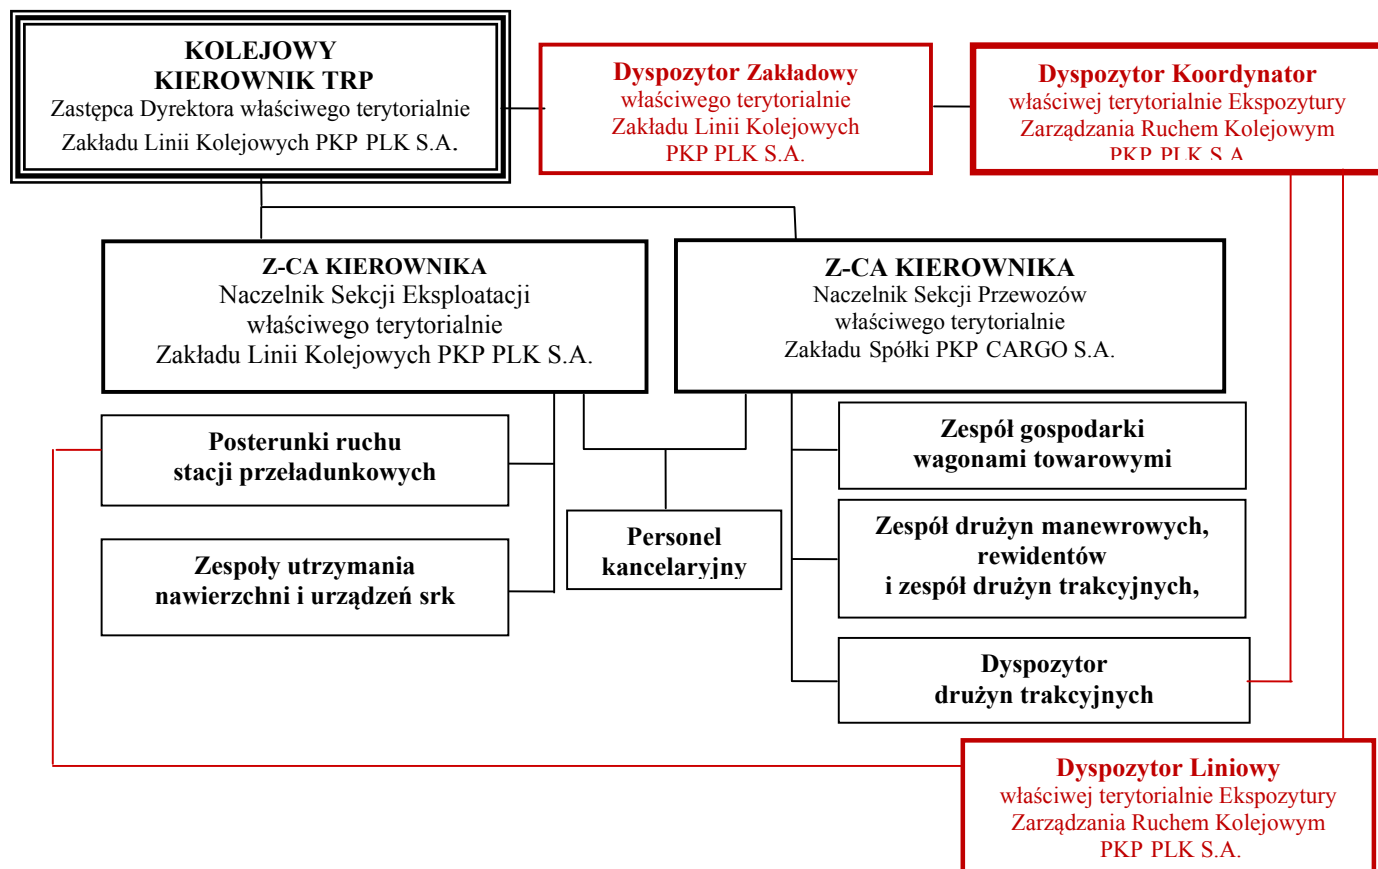 KOLEJOWY
KIEROWNIK TRP
Zastępca Dyrektora właściwego terytorialnie
Zakładu Linii Kolejowych PKP PLK S.A.
Dyspozytor Zakładowy
właściwego terytorialnie
Zakładu Linii Kolejowych
PKP PLK S.A.
Dyspozytor Koordynator
właściwej terytorialnie Ekspozytury
Zarządzania Ruchem Kolejowym
PKP PLK S.A
Z-CA KIEROWNIKA
Naczelnik Sekcji Eksploatacji
właściwego terytorialnie
Zakładu Linii Kolejowych PKP PLK S.A.
Z-CA KIEROWNIKA
Naczelnik Sekcji Przewozów
właściwego terytorialnie
Zakładu Spółki PKP CARGO S.A.
Posterunki ruchu
stacji przeładunkowych
Zespoły utrzymania
nawierzchni i urządzeń srk
Personel
kancelaryjny
Zespół gospodarki
wagonami towarowymi
Zespół drużyn manewrowych,
rewidentów
i zespół drużyn trakcyjnych,
Dyspozytor
drużyn trakcyjnych
Dyspozytor Liniowy
właściwej terytorialnie Ekspozytury
Zarządzania Ruchem Kolejowym
PKP PLK S.A.